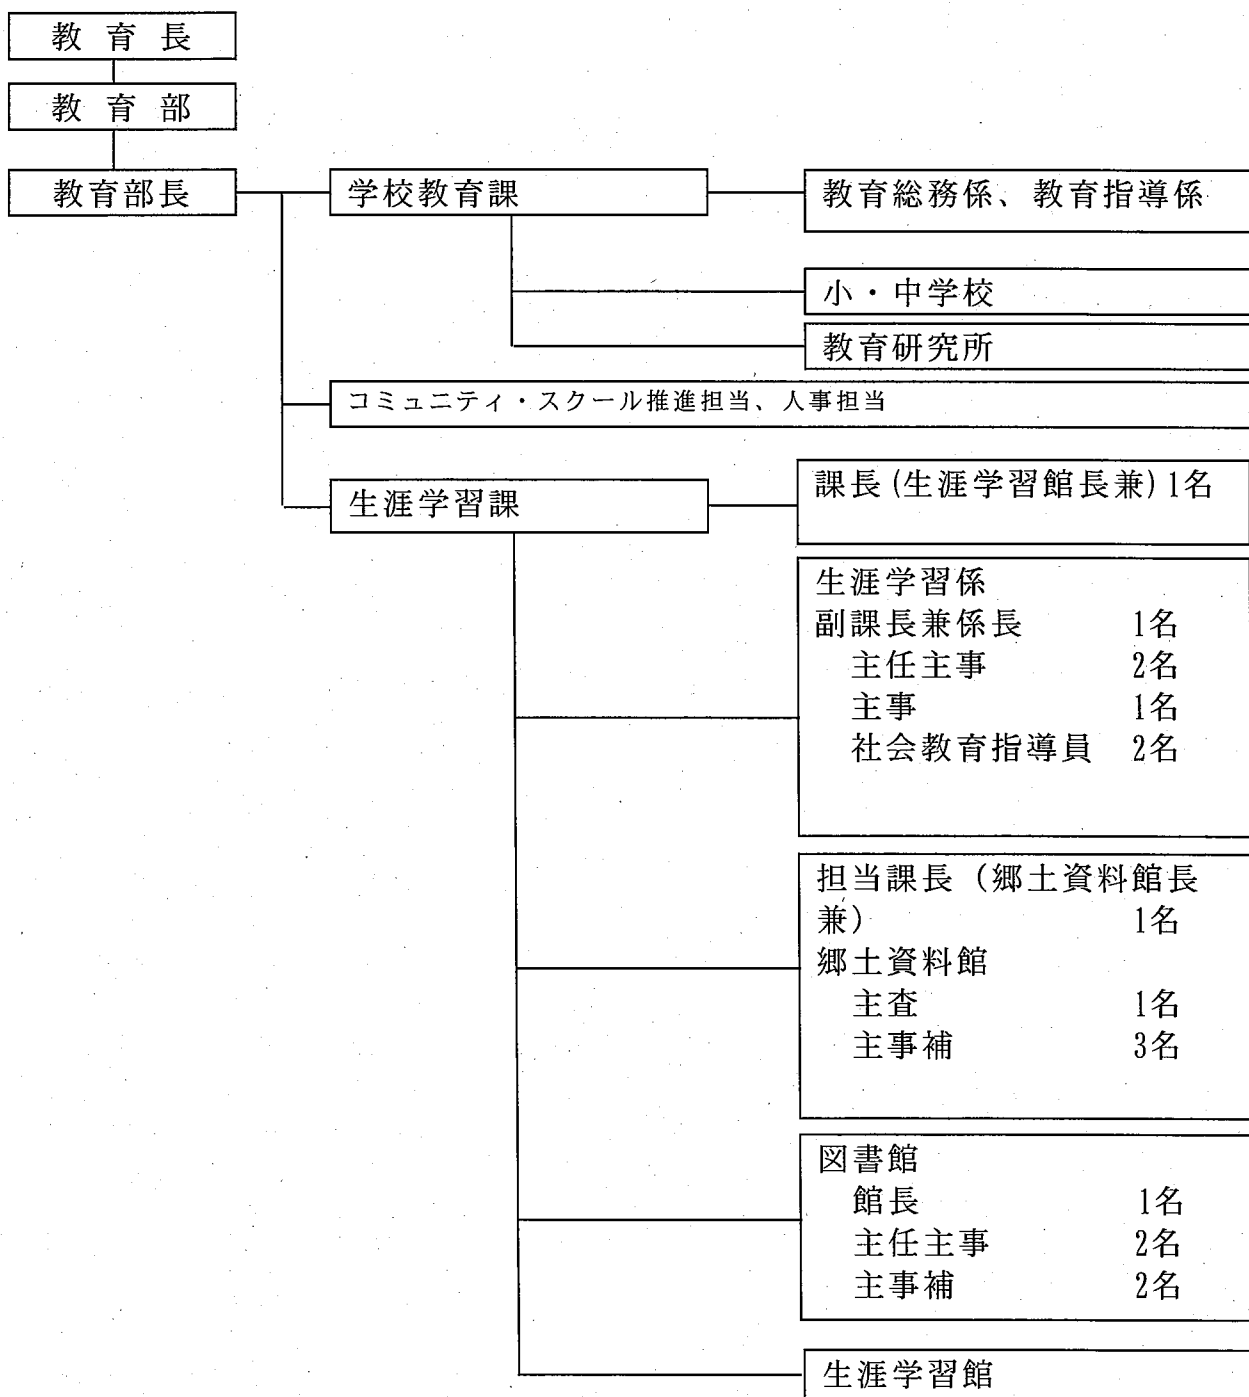 教育長
教育部
教育部長
学校教育課
教育総務係、教育指導係
小・中学校
教育研究所
コミュニティ・スクール推進担当、人事担当
生涯学習課
課長(生涯学習館長兼)1名
生涯学習係
副課長兼係長 1名
主任主事 2名
主事 1名
社会教育指導員 2名
担当課長(郷土資料館長
兼) 1名
郷土資料館
主査 1名
主事補 3名
図書館
館長 1名
主任主事 2名
主事補 2名
生涯学習館